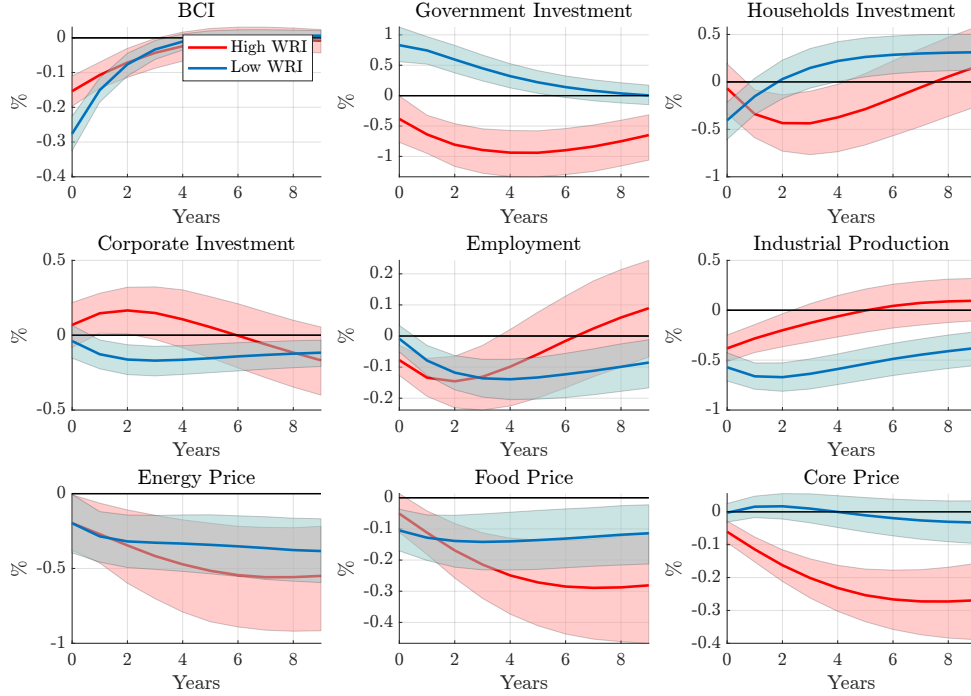 BCI
Government Investment
Households Investment
0
-0.1
-0.2
-0.3
-0.4
%
0 2 4 6 8
Years
High WRI
Low WRI
1
0.5
0
-0.5
-1
%
0 2 4 6 8
Years
0.5
0
-0.5
-1
%
0 2 4 6 8
Years
Corporate Investment
Employment
Industrial Production
0.5
0
-0.5
%
0 2 4 6 8
Years
0.2
0.1
0
-0.1
-0.2
%
0 2 4 6 8
Years
0.5
0
-0.5
-1
%
0 2 4 6 8
Years
Energy Price
Food Price
Core Price
0
-0.5
-1
%
0 2 4 6 8
Years
0
-0.1
-0.2
-0.3
-0.4
%
0 2 4 6 8
Years
0
-0.1
-0.2
-0.3
-0.4
%
0 2 4 6 8
Years